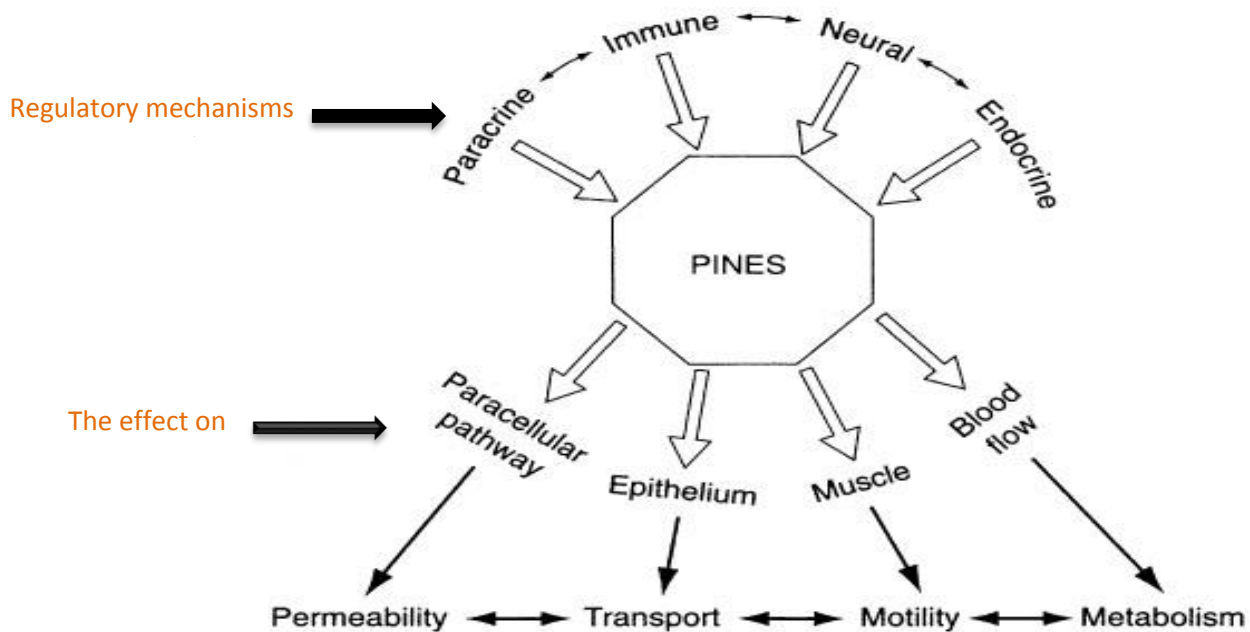 Immune
Neural
Regulatory mechanisms
Paracrine
Endocrine
PINES
The effect on
Paracellular
pathway
Blood
flow
Epithelium
Muscle
Permeability
Transport
Motility
Metabolism